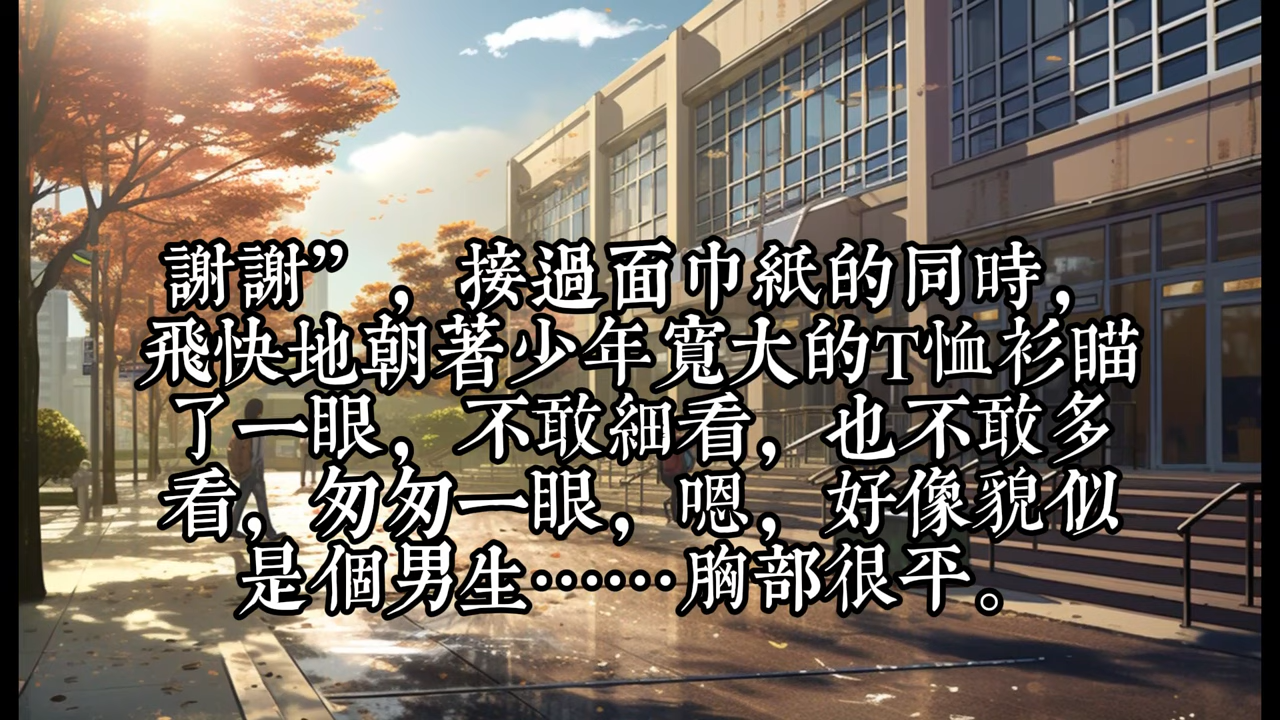 謝謝”，接過面巾紙的同時，
飛快地朝著少年寬大的T恤衫瞄
了一眼，不敢細看，也不敢多
看，匆匆一眼，嗯，好像貌似
是個男生……胸部很平。